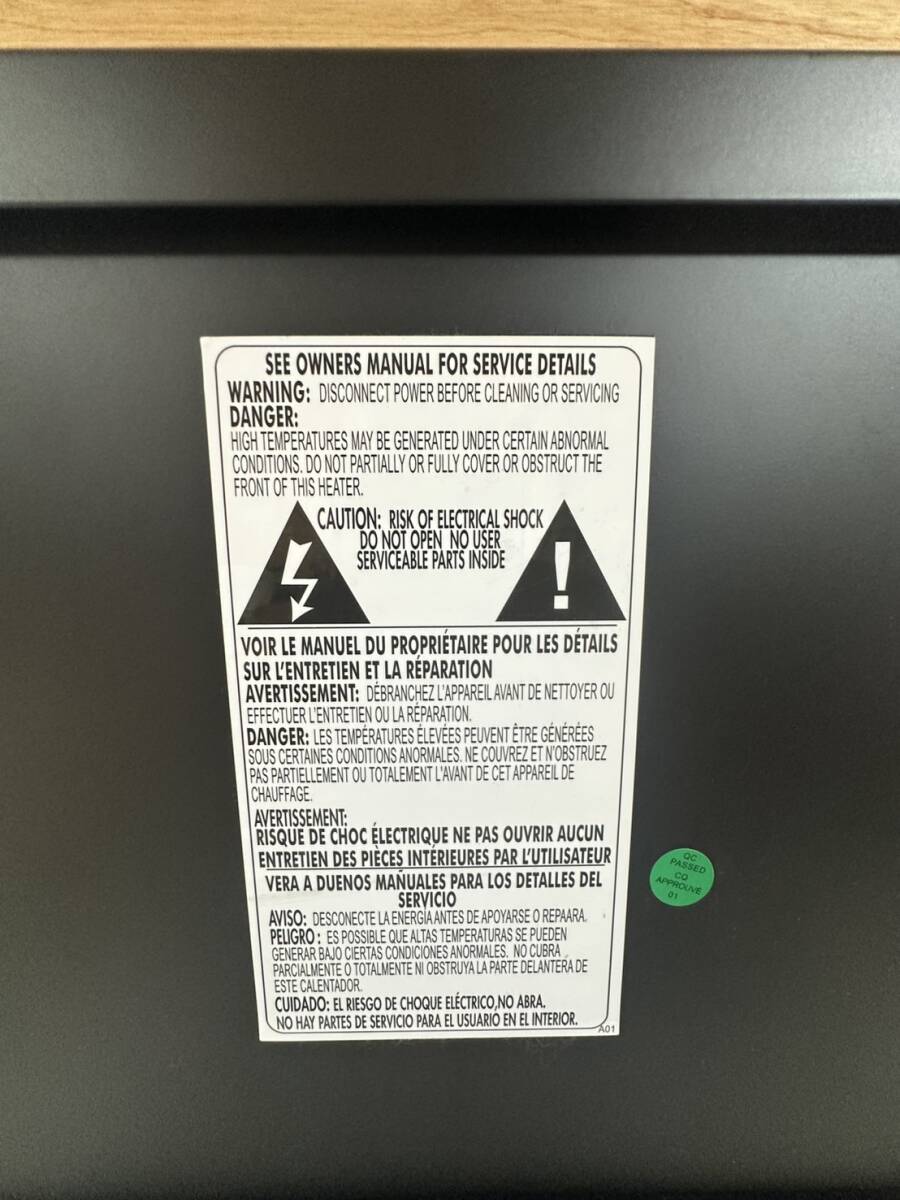 SEE OWNERS MANUAL FOR SERVICE DETAILS
WARNING: DISCONNECT POWER BEFORE CLEANING OR SERVICING
DANGER:
HIGH TEMPERATURES MAY BE GENERATED UNDER CERTAIN ABNORMAL
CONDITIONS. DO NOT PARTIALLY OR FULLY COVER OR OBSTRUCT THE
FRONT OF THIS HEATER.
CAUTION: RISK OF ELECTRICAL SHOCK
DO NOT OPEN NO USER
SERVICEABLE PARTS INSIDE
VOIR LE MANUEL DU PROPRIÉTAIRE POUR LES DÉTAILS
SUR L'ENTRETIEN ET LA RÉPARATION
AVERTISSEMENT: DÉBRANCHEZ L'APPAREIL AVANT DE NETTOYER OU
EFFECTUER L'ENTRETIEN OU LA RÉPARATION.
DANGER: LES TEMPÉRATURES ÉLEVÉES PEUVENT ÊTRE GÉNÉRÉES
SOUS CERTAINES CONDITIONS ANORMALES. NE COUVREZ ET N'OBSTRUEZ
PAS PARTIELLEMENT OU TOTALEMENT L'AVANT DE CET APPAREIL DE
CHAUFFAGE.
AVERTISSEMENT:
RISQUE DE CHOC ÉLECTRIQUE NE PAS OUVRIR AUCUN
ENTRETIEN DES PIÈCES INTÉRIEURES PAR L'UTILISATEUR
VERA A DUENOS MAÑUALES PARA LOS DETALLES DEL
SERVICIO
AVISO: DESCONECTE LA ENERGÍA ANTES DE APOYARSE O REPAARA.
PELIGRO : ES POSSIBLE QUE ALTAS TEMPERATURAS SE PUEDEN
GENERAR BAJO CIERTAS CONDICIONES ANORMALES. NO CUBRA
PARCIALMENTE O TOTALMENTE NI OBSTRUYA LA PARTE DELANTERA DE
ESTE CALENTADOR.
CUIDADO: EL RIESGO DE CHOQUE ELÉCTRICO,NO ABRA.
NO HAY PARTES DE SERVICIO PARA EL USUARIO EN EL INTERIOR.
A01
QC
PASSED
CQ
APPROUVÉ
01